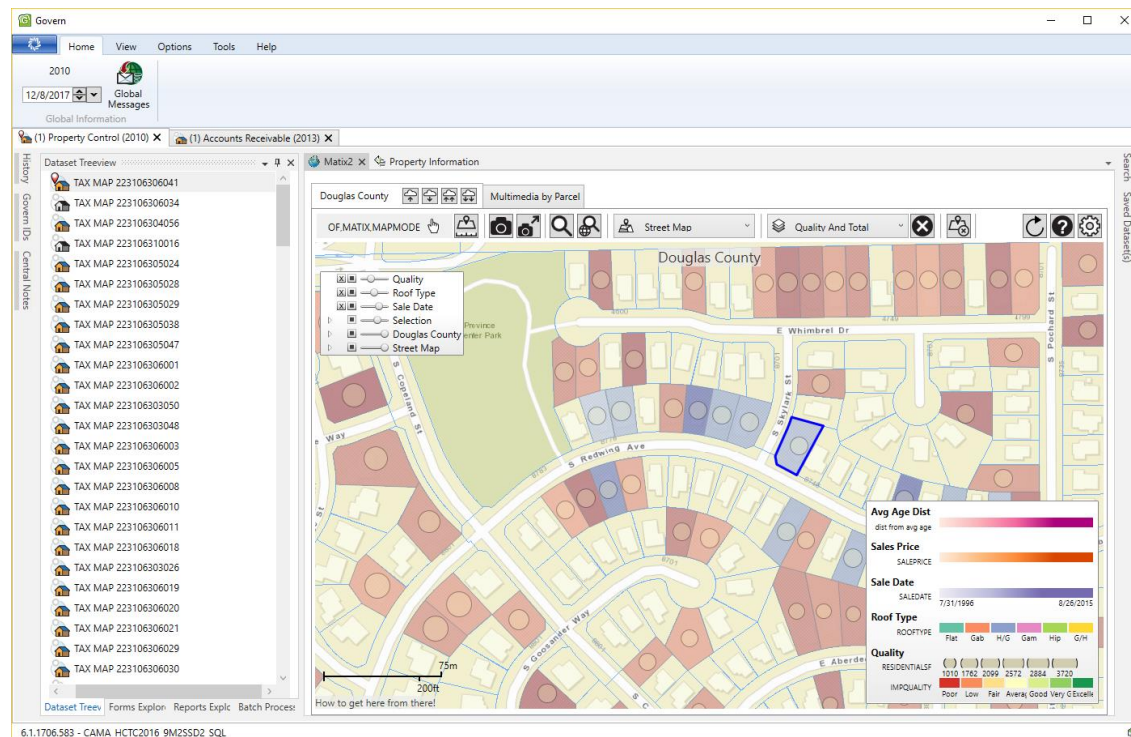 Govern
Home View Options Tools Help
2010
12/8/2017
Global
Messages
Global Information
(1) Property Control (2010) X (1) Accounts Receivable (2013) X
History
Govern IDs
Central Notes
Dataset Treeview
TAX MAP 223106306041
TAX MAP 223106306034
TAX MAP 223106304056
TAX MAP 223106310016
TAX MAP 223106305024
TAX MAP 223106305028
TAX MAP 223106305029
TAX MAP 223106305038
TAX MAP 223106305047
TAX MAP 223106306001
TAX MAP 223106306002
TAX MAP 223106303050
TAX MAP 223106303048
TAX MAP 223106306003
TAX MAP 223106306005
TAX MAP 223106306008
TAX MAP 223106306010
TAX MAP 223106306011
TAX MAP 223106306018
TAX MAP 223106303026
TAX MAP 223106306019
TAX MAP 223106306020
TAX MAP 223106306021
TAX MAP 223106306029
TAX MAP 223106306030
Dataset Treev Forms Explor Reports Explc Batch Process
Matix2 X Property Information
Search
Saved Dataset(s)
Douglas County Multimedia by Parcel
OF.MATIX.MAPMODE Street Map Quality And Total
Douglas County
Quality
Roof Type
Sale Date
Selection
Douglas County
Street Map
Province
enter Park
E Whimbrel Dr
S Pochard St
S Copeland St
S Skylark St
e Way
S Redwing Ave
S Goosander Way
E Aberdee
Avg Age Dist
dist from avg age
Sales Price
SALEPRICE
Sale Date
SALEDATE
7/31/1996 8/26/2015
Roof Type
ROOFTYPE
Flat Gab H/G Gam Hip G/H
Quality
RESIDENTIALSF
1010 1762 2099 2572 2884 3720
IMPQUALITY
Poor Low Fair Averag Good Very G Excelle
75m
200ft
How to get here from there!
6.1.1706.583 - CAMA_HCTC2016_9M2SSD2_SQL